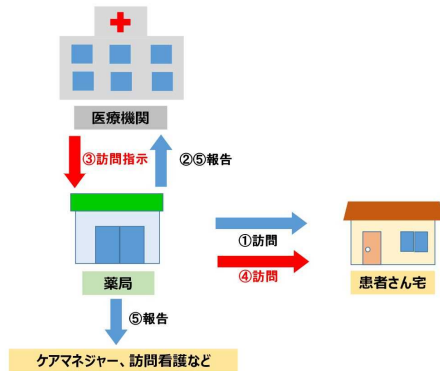 医療機関
③訪問指示
②⑤報告
①訪問
④訪問
薬局
患者さん宅
⑤報告
ケアマネジャー、訪問看護など